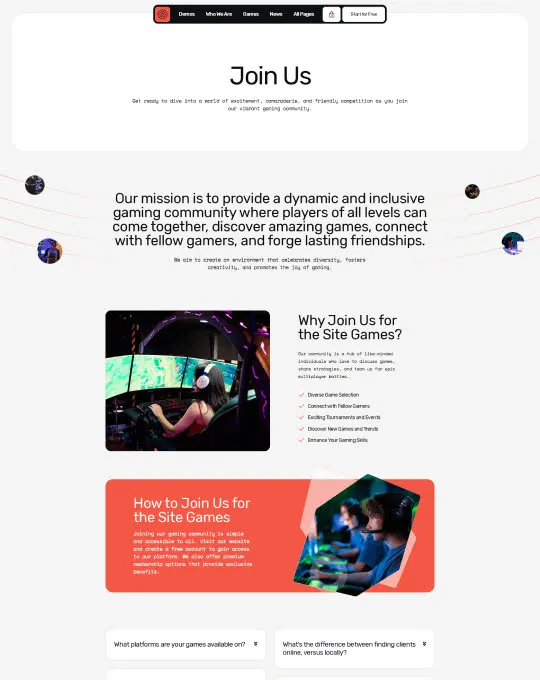 Demos Who We Are Games News All Pages Start for Free
Join Us
Get ready to dive into a world of excitement, camaraderie, and friendly competition as you join
our vibrant gaming community.
Our mission is to provide a dynamic and inclusive
gaming community where players of all levels can
come together, discover amazing games, connect
with fellow gamers, and forge lasting friendships.
We aim to create an environment that celebrates diversity, fosters
creativity, and promotes the joy of gaming.
Why Join Us for
the Site Games?
Our community is a hub of like-minded
individuals who love to discuss games,
share strategies, and team up for epic
multiplayer battles.
Diverse Game Selection
Connect with Fellow Gamers
Exciting Tournaments and Events
Discover New Games and Trends
Enhance Your Gaming Skills
How to Join Us for
the Site Games
Joining our gaming community is simple
and accessible to all. Visit our website
and create a free account to gain access
to our platform. We also offer premium
membership options that provide exclusive
benefits.
What platforms are your games available on?
What's the difference between finding clients
online, versus locally?